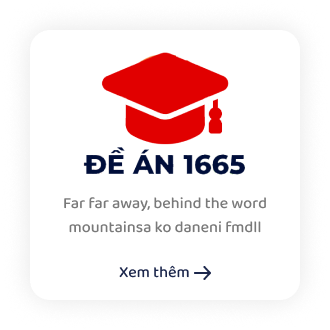 ĐỀ ÁN 1665
Far far away, behind the word
mountainsa ko daneni fmdll
Xem thêm →